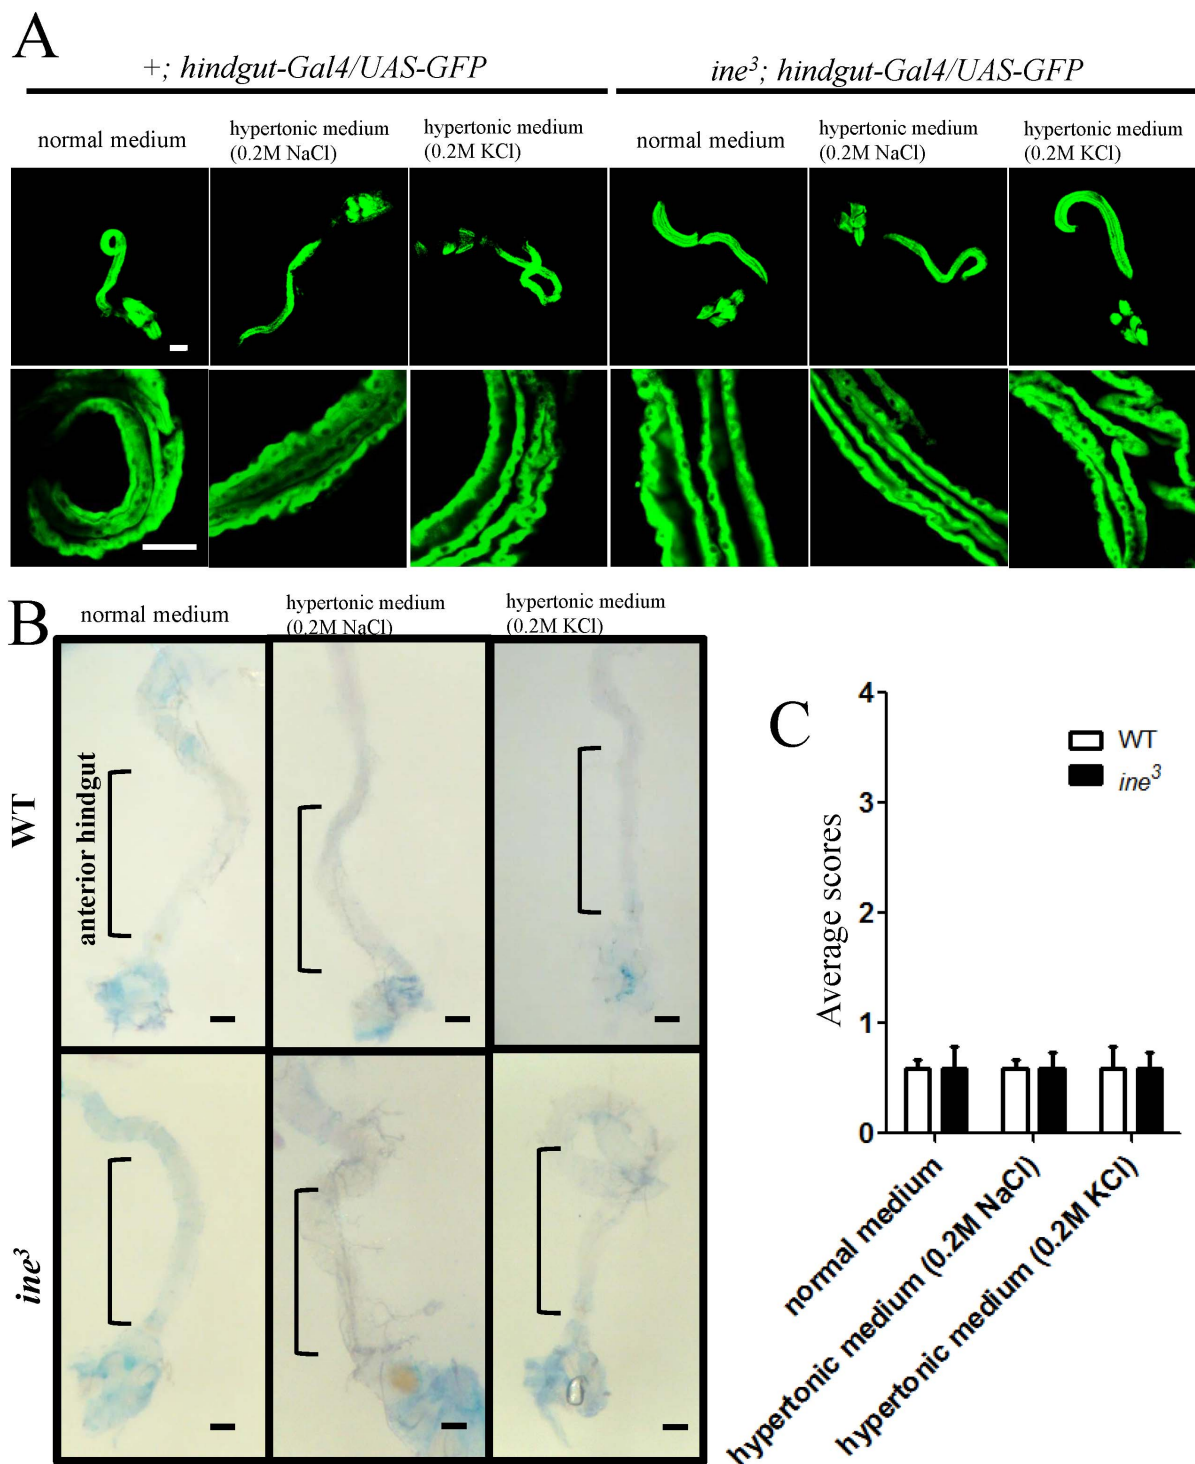 A
+; hindgut-Gal4/UAS-GFP
ine³; hindgut-Gal4/UAS-GFP
normal medium
hypertonic medium
(0.2M NaCl)
hypertonic medium
(0.2M KCl)
normal medium
hypertonic medium
(0.2M NaCl)
hypertonic medium
(0.2M KCl)
B
normal medium
hypertonic medium
(0.2M NaCl)
hypertonic medium
(0.2M KCl)
WT
anterior hindgut
ine³
C
WT
ine³
Average scores
4
3
2
1
0
normal medium
hypertonic medium (0.2M NaCl)
hypertonic medium (0.2M KCl)